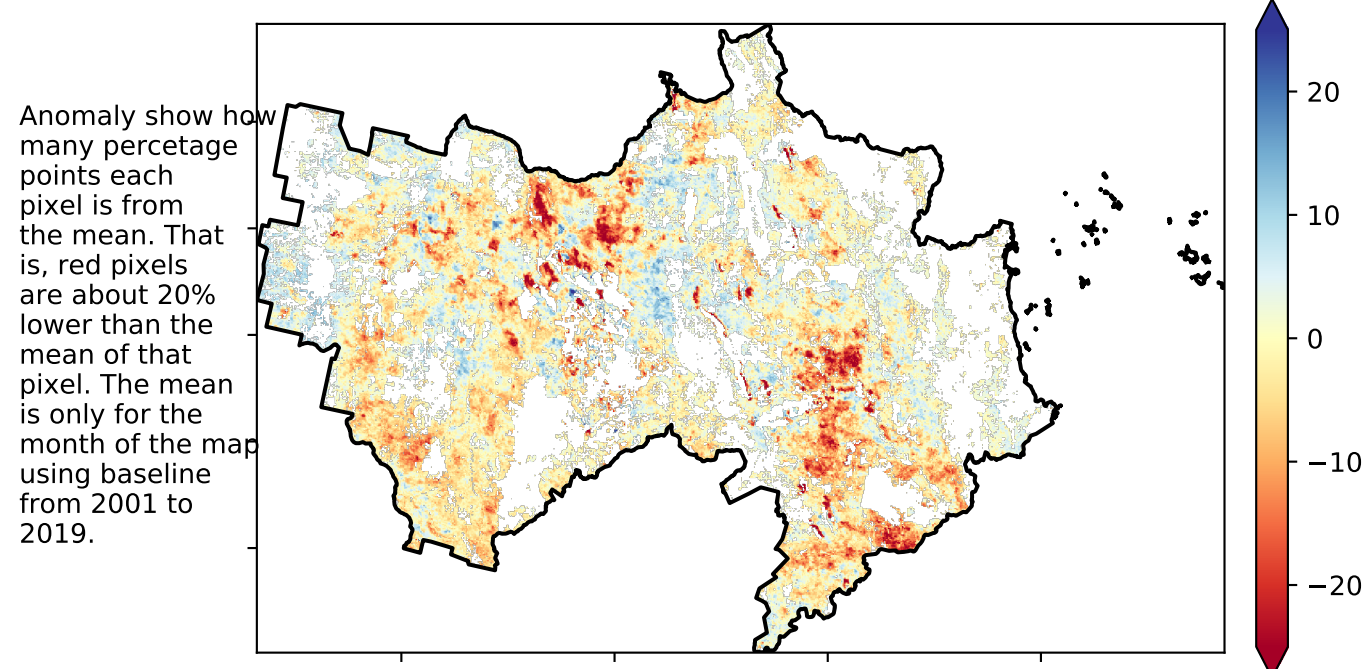 Anomaly show how
many percetage
points each
pixel is from
the mean. That
is, red pixels
are about 20%
lower than the
mean of that
pixel. The mean
is only for the
month of the map
using baseline
from 2001 to
2019.
20
10
0
−10
−20